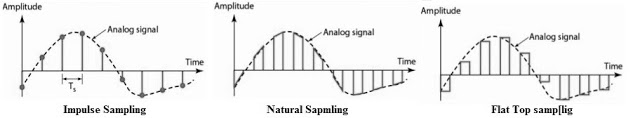 Amplitude
Analog signal
Time
Ts
Impulse Sampling
Amplitude
Analog signal
Time
Natural Sapmling
Amplitude
Analog signal
Time
Flat Top samp[lig